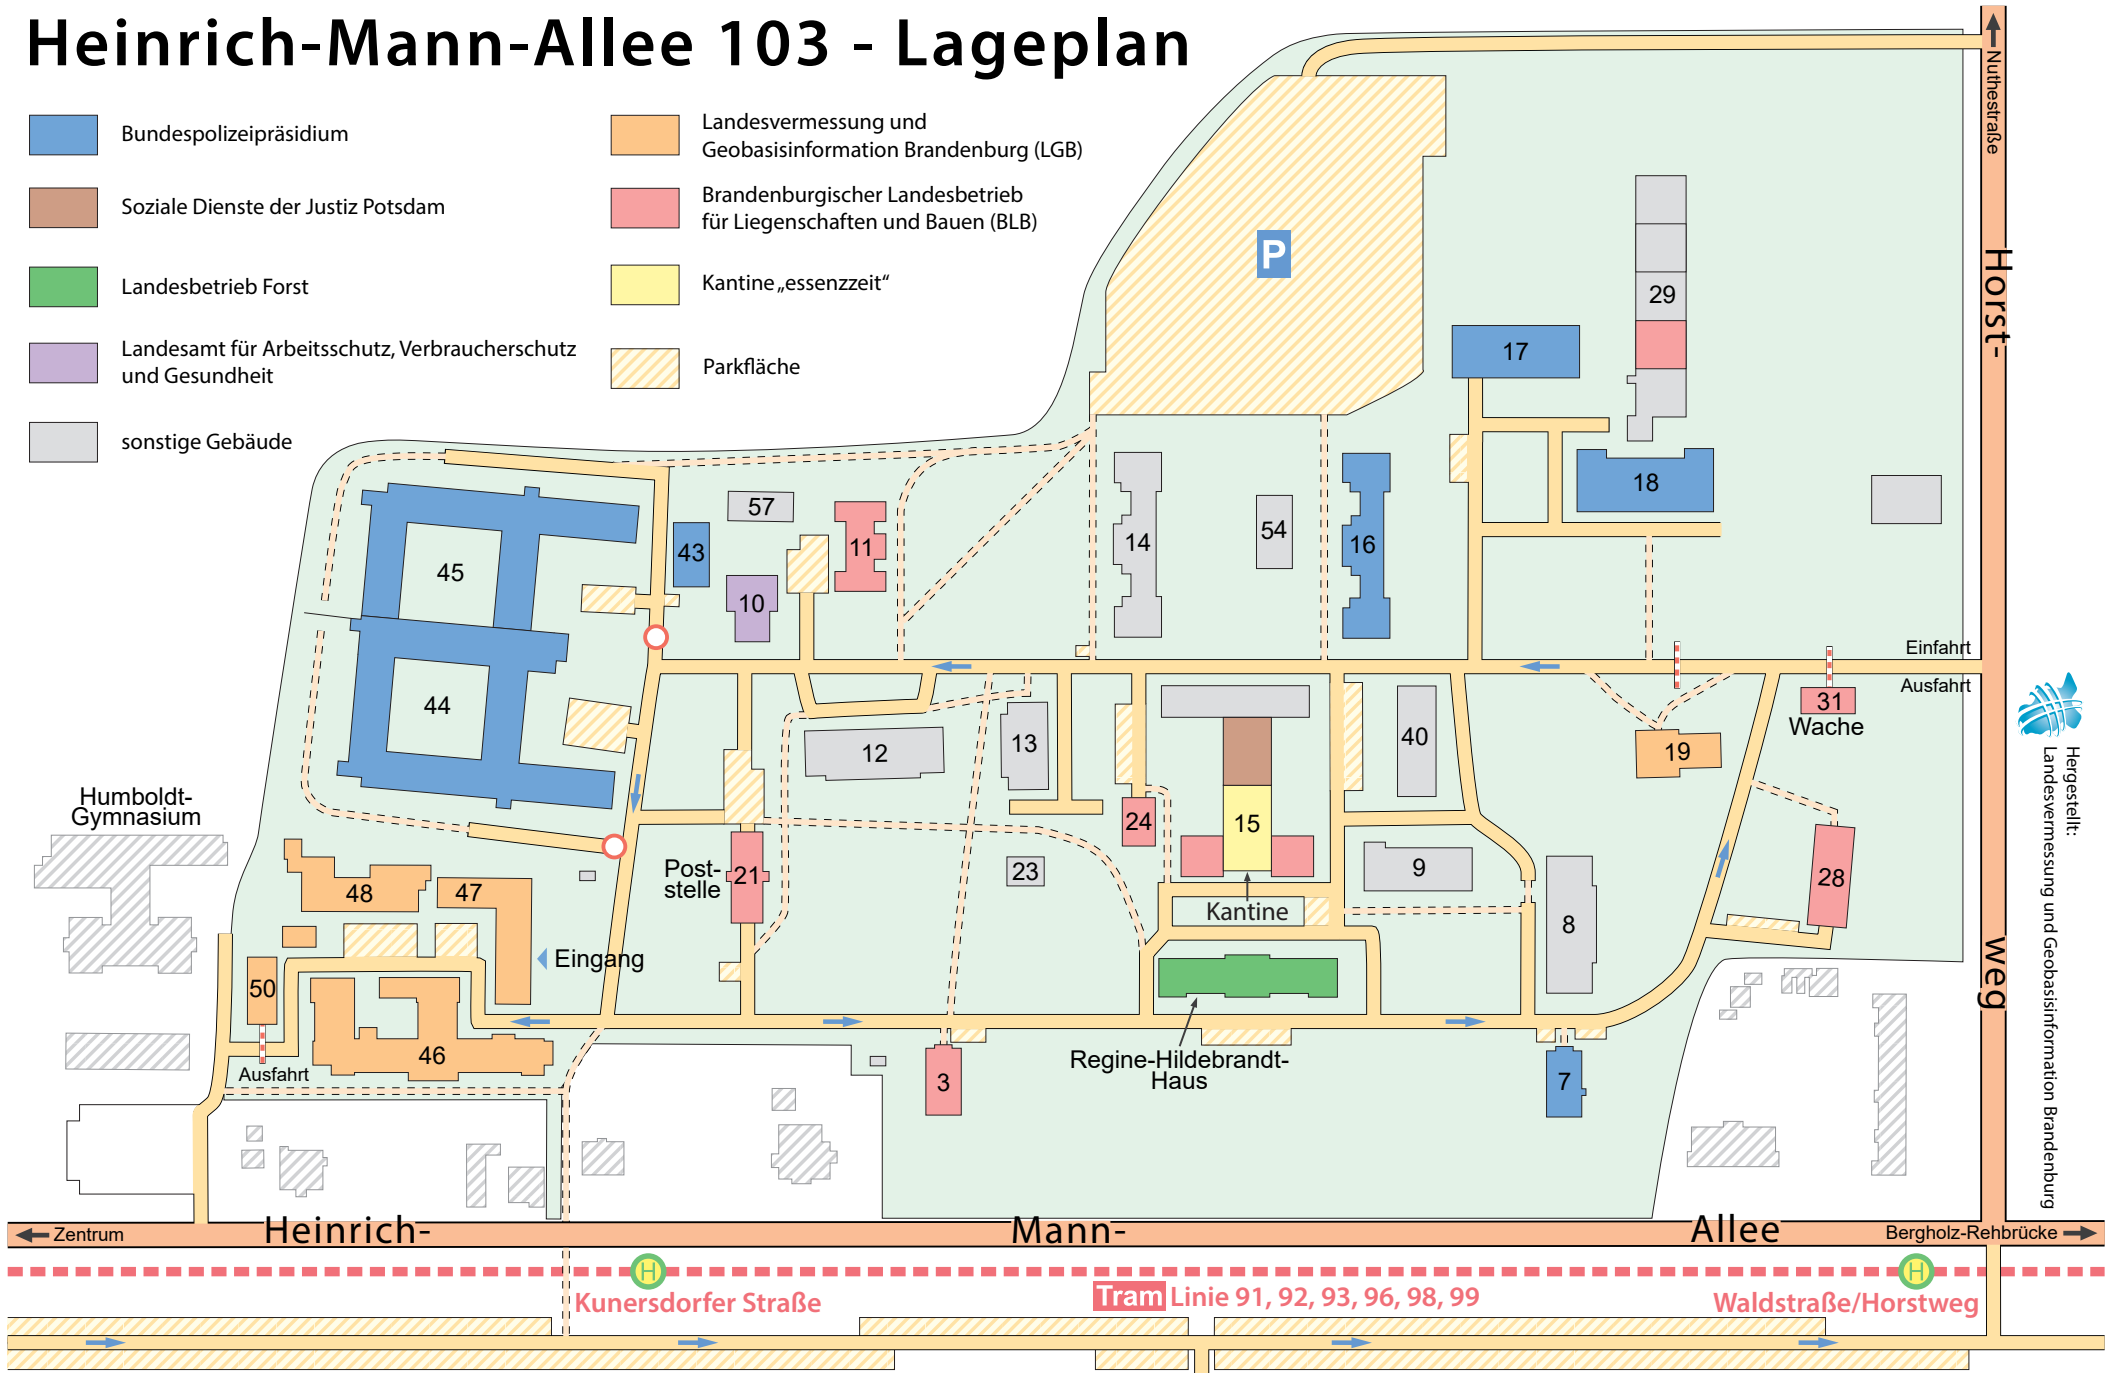 Heinrich-Mann-Allee 103 - Lageplan
Bundespolizeipräsidium
Soziale Dienste der Justiz Potsdam
Landesbetrieb Forst
Landesamt für Arbeitsschutz, Verbraucherschutz
und Gesundheit
sonstige Gebäude
Landesvermessung und
Geobasisinformation Brandenburg (LGB)
Brandenburgischer Landesbetrieb
für Liegenschaften und Bauen (BLB)
Kantine „essenzzeit“
Parkfläche
P
Nuthestraße
Horst-
weg
29
17
18
57
43
11
10
45
44
14
54
16
Einfahrt
Ausfahrt
31
Wache
19
12
13
40
24
15
Kantine
23
9
8
28
Post-
stelle
21
Humboldt-
Gymnasium
48
47
Eingang
50
46
Ausfahrt
3
Regine-Hildebrandt-
Haus
7
Hergestellt:
Landesvermessung und Geobasisinformation Brandenburg
Zentrum
Heinrich-
Mann-
Allee
Bergholz-Rehbrücke
H
Kunersdorfer Straße
Tram Linie 91, 92, 93, 96, 98, 99
H
Waldstraße/Horstweg